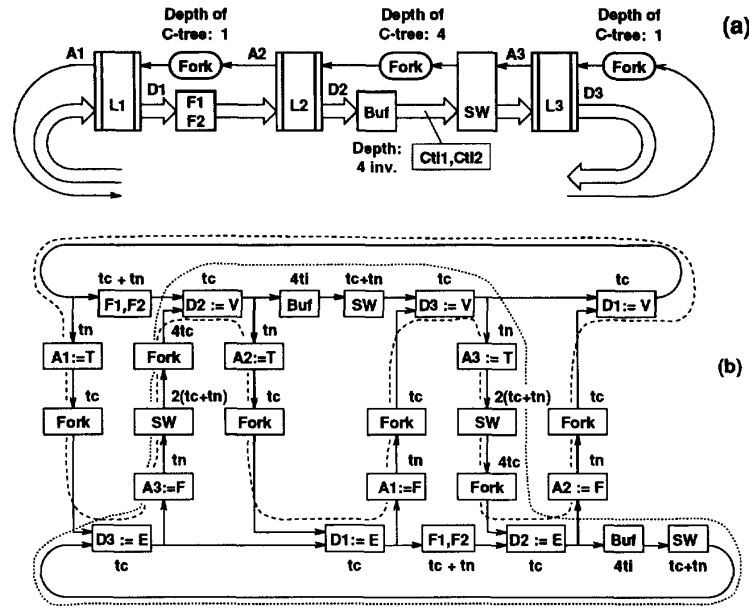 Depth of C-tree: 1
Depth of C-tree: 4
Depth of C-tree: 1
(a)
A1 Fork A2 Fork A3 Fork
L1 D1 F1 F2 L2 D2 Buf SW L3 D3
Depth: 4 inv.
Ctl1,Ctl2
tc + tn tc 4ti tc+tn tc tc
F1,F2 D2 := V Buf SW D3 := V D1 := V
tn 4tc tn tn
A1:=T Fork A2:=T A3 := T
(b)
tc 2(tc+tn) tc tc 2(tc+tn) tc
Fork SW Fork Fork SW Fork
tn tn 4tc tn
A3:=F A1:=F Fork A2 := F
D3 := E D1:= E F1,F2 D2 := E Buf SW
tc tc tc + tn tc 4ti tc+tn